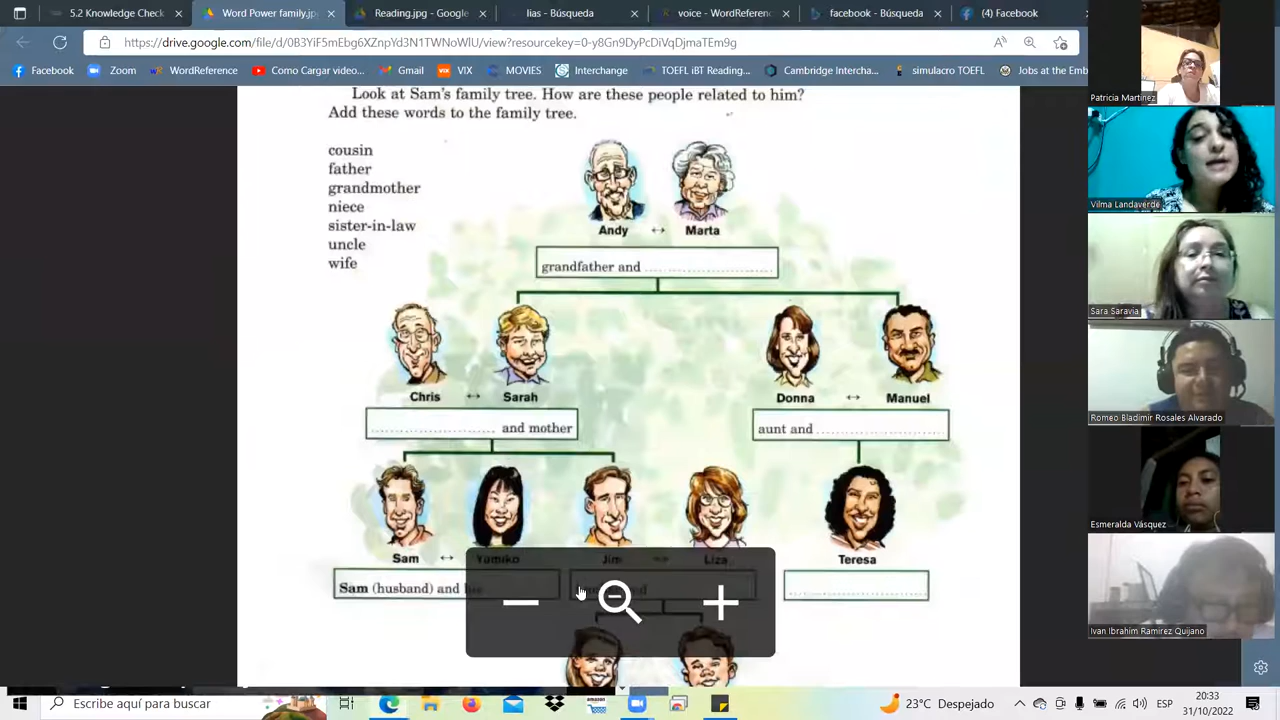 5.2 Knowledge Check
Word Power family.jp
Reading.jpg - Google
lias - Búsqueda
voice - WordReferenc
facebook - Búsqueda
(4) Facebook
https://drive.google.com/file/d/0B3YiF5mEbg6XZnpYd3N1TWNoWlU/view?resourcekey=0-y8Gn9DyPcDiVqDjmaTEm9g
Facebook
Zoom
WordReference
Como Cargar video...
Gmail
VIX
MOVIES
Interchange
TOEFL iBT Reading...
Cambridge Intercha...
simulacro TOEFL
Jobs at the Emb
Look at Sam's family tree. How are these people related to him?
Add these words to the family tree.
cousin
father
grandmother
niece
sister-in-law
uncle
wife
Andy ↔ Marta
grandfather and ........................
Chris ↔ Sarah
........................ and mother
Donna ↔ Manuel
aunt and ........................
Sam ↔ Yumiko
Jim ↔ Liza
Teresa
Sam (husband) and his
........................
Patricia Martínez
Vilma Landaverde
Sara Saravia
Romeo Bladimir Rosales Alvarado
Esmeralda Vásquez
Ivan Ibrahim Ramirez Quijano
Escribe aquí para buscar
amazon
23°C Despejado
ESP
20:33
31/10/2022